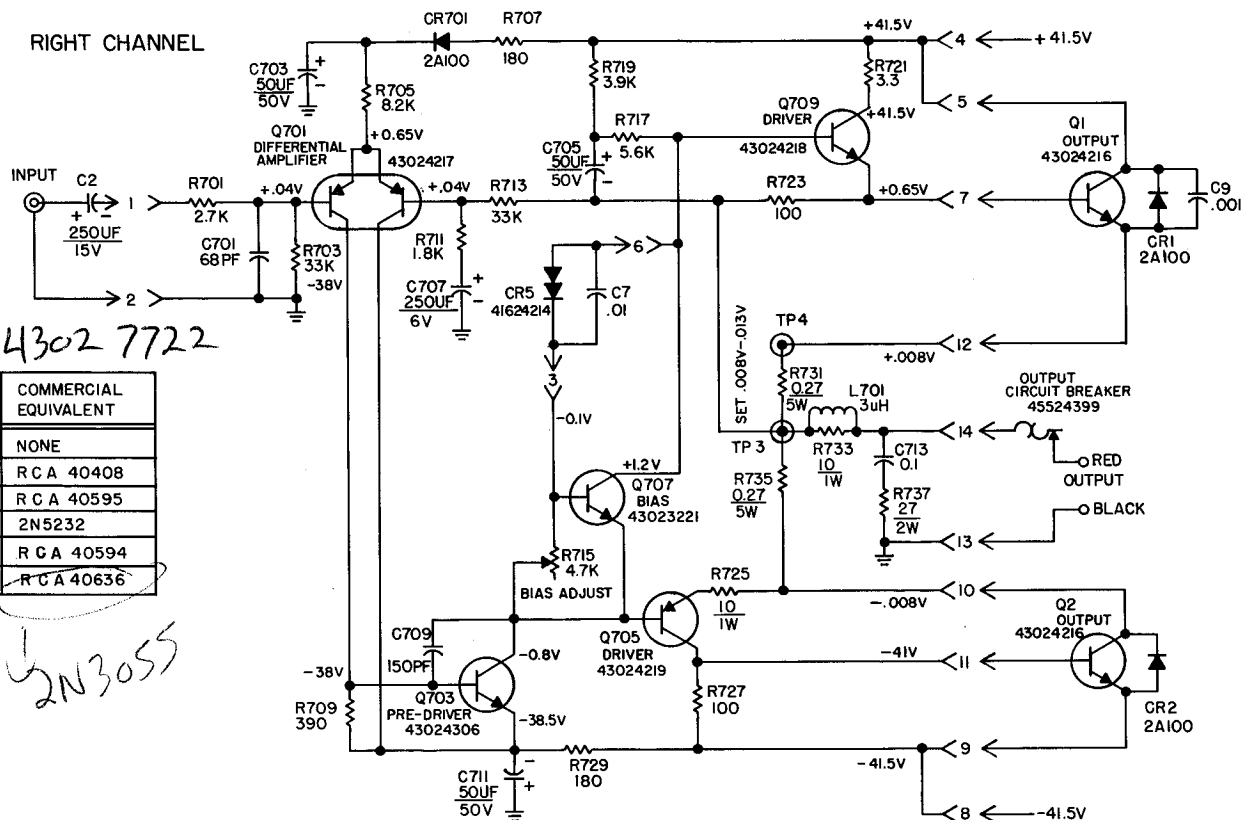 RIGHT CHANNEL
CR701
2A100
R707
180
+41.5V
4
+41.5V
C703
50UF
50V
+
-
R705
8.2K
R719
3.9K
R721
3.3
5
Q709
DRIVER
+41.5V
43024218
R717
5.6K
C705
50UF
50V
+
-
Q701
DIFFERENTIAL
AMPLIFIER
+0.65V
43024217
Q1
OUTPUT
43024216
C9
.001
CR1
2A100
INPUT
C2
+
-
250UF
15V
1
R701
2.7K
+.04V
+.04V
R713
33K
R723
100
+0.65V
7
C701
68PF
R703
33K
-38V
R711
1.8K
C707
250UF
6V
+
-
2
CR5
41624214
C7
.01
6
3
-0.1V
TP4
+.008V
12
SET .008V-.013V
R731
0.27
5W
L701
3uH
OUTPUT
CIRCUIT BREAKER
45524399
TP3
R733
10
1W
14
C713
0.1
RED
OUTPUT
BLACK
R735
0.27
5W
R737
27
2W
13
4302 7722
COMMERCIAL
EQUIVALENT
NONE
RCA 40408
RCA 40595
2N5232
RCA 40594
RCA 40636
2N3055
+1.2V
Q707
BIAS
43023221
R715
4.7K
BIAS ADJUST
R725
10
1W
-.008V
10
Q2
OUTPUT
43024216
C709
150PF
-0.8V
Q705
DRIVER
43024219
-41V
11
-38V
Q703
PRE-DRIVER
43024306
-38.5V
R709
390
R727
100
CR2
2A100
R729
180
-41.5V
9
C711
50UF
50V
-
+
8
-41.5V